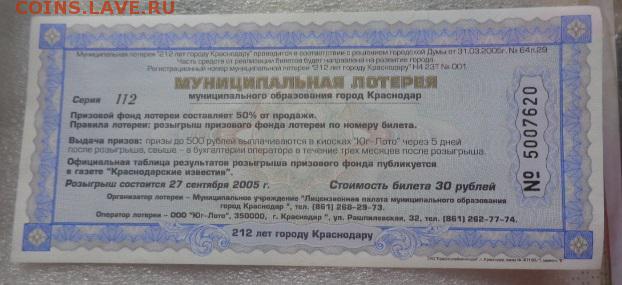 COINS.LAVE.RU
Муниципальная лотерея "212 лет городу Краснодару" проводится в соответствии с решением городской Думы от 31.03.2005г. № 64 п.29
Часть средств от реализации билетов будет направлена на развитие города.
Регистрационный номер муниципальной лотереи "212 лет городу Краснодару" Н4 23Т № 001
МУНИЦИПАЛЬНАЯ ЛОТЕРЕЯ
муниципального образования город Краснодар
Серия 112
Призовой фонд лотереи составляет 50% от продажи.
Правила лотереи: розыгрыш призового фонда лотереи по номеру билета.
Выдача призов: призы до 500 рублей выплачиваются в киосках "Юг-Лото" через 5 дней
после розыгрыша, свыше - в бухгалтерии оператора в течение трех месяцев после розыгрыша.
Официальная таблица результатов розыгрыша призового фонда публикуется
в газете "Краснодарские известия".
Розыгрыш состоится 27 сентября 2005 г. Стоимость билета 30 рублей
Организатор лотереи - Муниципальное учреждение "Лицензионная палата муниципального образования
город Краснодар ", тел. (861) 268-29-73.
Оператор лотереи - ООО "Юг-Лото", 350000, г. Краснодар , ул. Рашпилевская, 32, тел. (861) 262-77-74.
212 лет городу Краснодару
№ 5007620